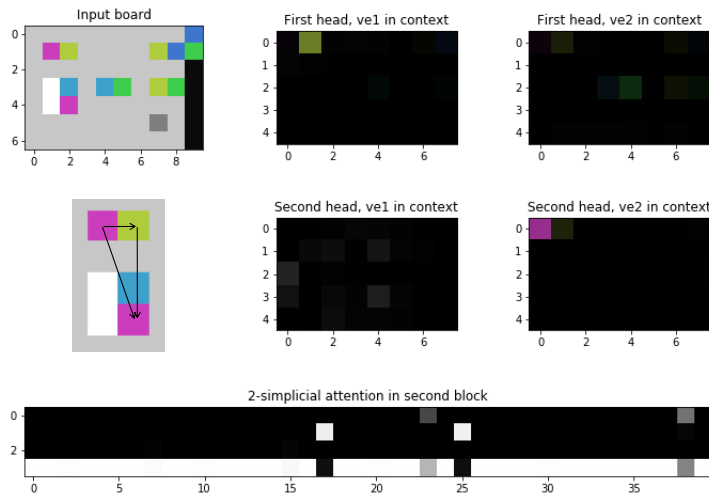 Input board
First head, ve1 in context
First head, ve2 in context
0
2
4
6
0 2 4 6 8
0
1
2
3
4
0 2 4 6
0
1
2
3
4
0 2 4 6
Second head, ve1 in context
Second head, ve2 in context
0
1
2
3
4
0 2 4 6
0
1
2
3
4
0 2 4 6
2-simplicial attention in second block
0
2
0 5 10 15 20 25 30 35